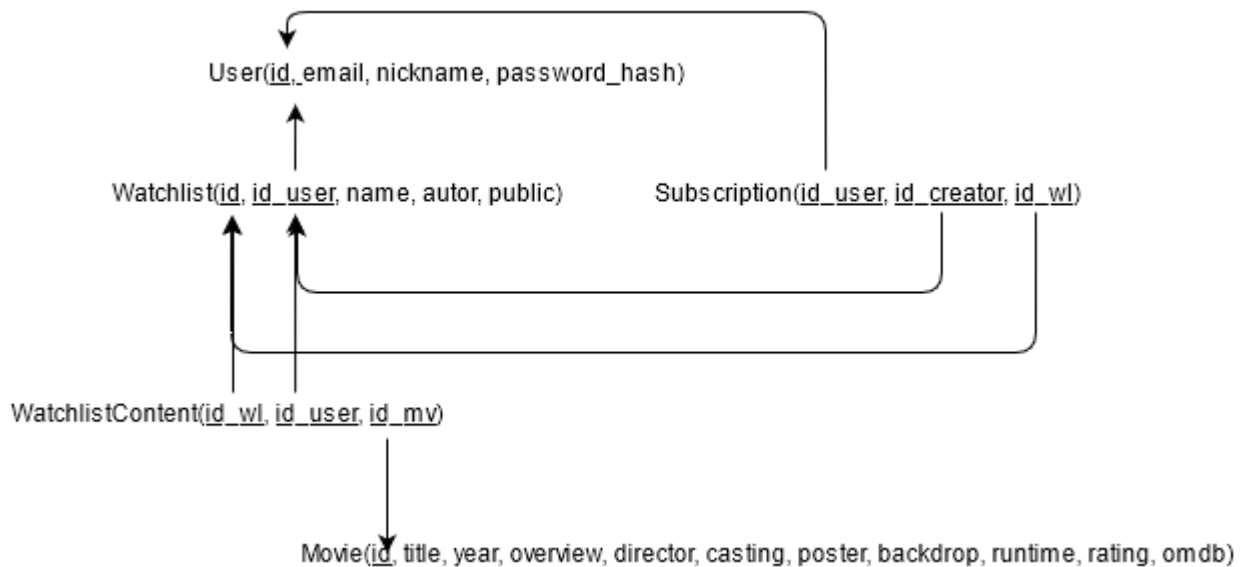 User(id, email, nickname, password_hash)
Watchlist(id, id_user, name, autor, public)
Subscription(id_user, id_creator, id_wl)
WatchlistContent(id_wl, id_user, id_mv)
Movie(id, title, year, overview, director, casting, poster, backdrop, runtime, rating, omdb)